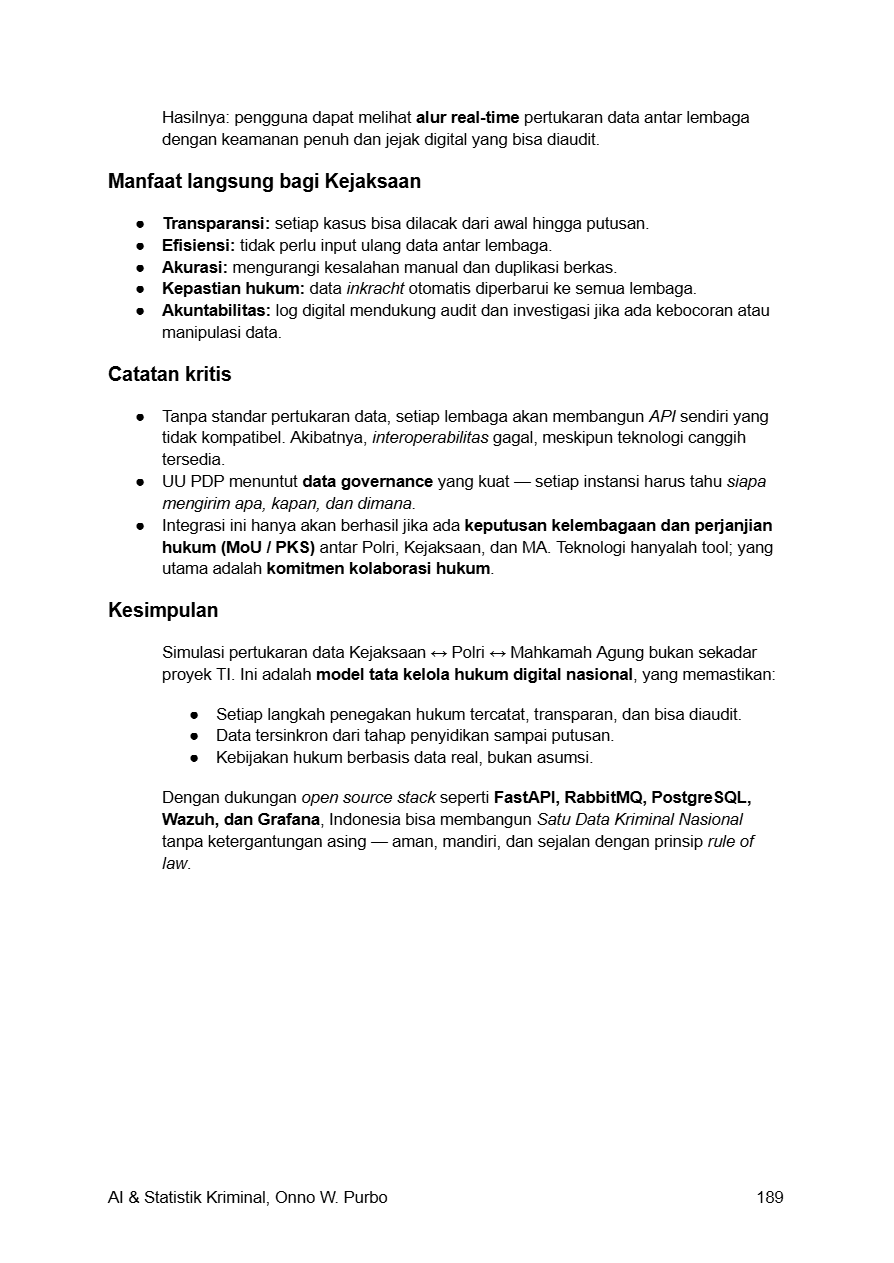 Hasilnya: pengguna dapat melihat alur real-time pertukaran data antar lembaga
dengan keamanan penuh dan jejak digital yang bisa diaudit.
Manfaat langsung bagi Kejaksaan
● Transparansi: setiap kasus bisa dilacak dari awal hingga putusan.
● Efisiensi: tidak perlu input ulang data antar lembaga.
● Akurasi: mengurangi kesalahan manual dan duplikasi berkas.
● Kepastian hukum: data inkracht otomatis diperbarui ke semua lembaga.
● Akuntabilitas: log digital mendukung audit dan investigasi jika ada kebocoran atau
manipulasi data.
Catatan kritis
● Tanpa standar pertukaran data, setiap lembaga akan membangun API sendiri yang
tidak kompatibel. Akibatnya, interoperabilitas gagal, meskipun teknologi canggih
tersedia.
● UU PDP menuntut data governance yang kuat — setiap instansi harus tahu siapa
mengirim apa, kapan, dan dimana.
● Integrasi ini hanya akan berhasil jika ada keputusan kelembagaan dan perjanjian
hukum (MoU / PKS) antar Polri, Kejaksaan, dan MA. Teknologi hanyalah tool; yang
utama adalah komitmen kolaborasi hukum.
Kesimpulan
Simulasi pertukaran data Kejaksaan ↔ Polri ↔ Mahkamah Agung bukan sekadar
proyek TI. Ini adalah model tata kelola hukum digital nasional, yang memastikan:
● Setiap langkah penegakan hukum tercatat, transparan, dan bisa diaudit.
● Data tersinkron dari tahap penyidikan sampai putusan.
● Kebijakan hukum berbasis data real, bukan asumsi.
Dengan dukungan open source stack seperti FastAPI, RabbitMQ, PostgreSQL,
Wazuh, dan Grafana, Indonesia bisa membangun Satu Data Kriminal Nasional
tanpa ketergantungan asing — aman, mandiri, dan sejalan dengan prinsip rule of
law.
AI & Statistik Kriminal, Onno W. Purbo 189